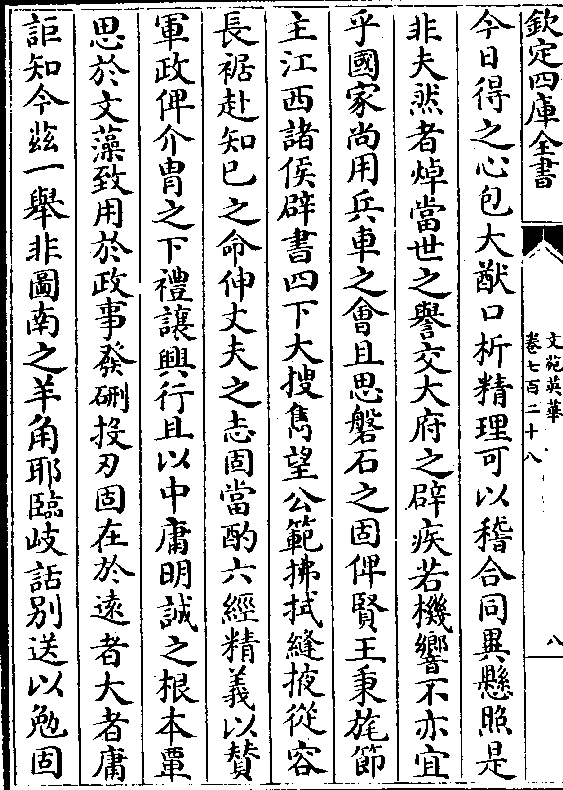 欽定四庫全書
文苑英華
卷七百二十八
八
今日得之心包大猷口析精理可以稽合同異懸照是
非夫然者焯當世之譽交大府之辟疾若機響不亦宜
乎國家尚用兵車之會且思磐石之固俾賢王秉旄節
主江西諸侯辟書四下大搜雋望公範拂拭縫掖從容
長裾赴知已之命伸丈夫之志固當酌六經精義以贊
軍政俾介胄之下禮讓興行且以中庸明誠之根本覃
思於文藻致用於政事發硎投刃固在於遠者大者庸
詎知今茲一舉非圖南之羊角耶臨岐話別送以勉固